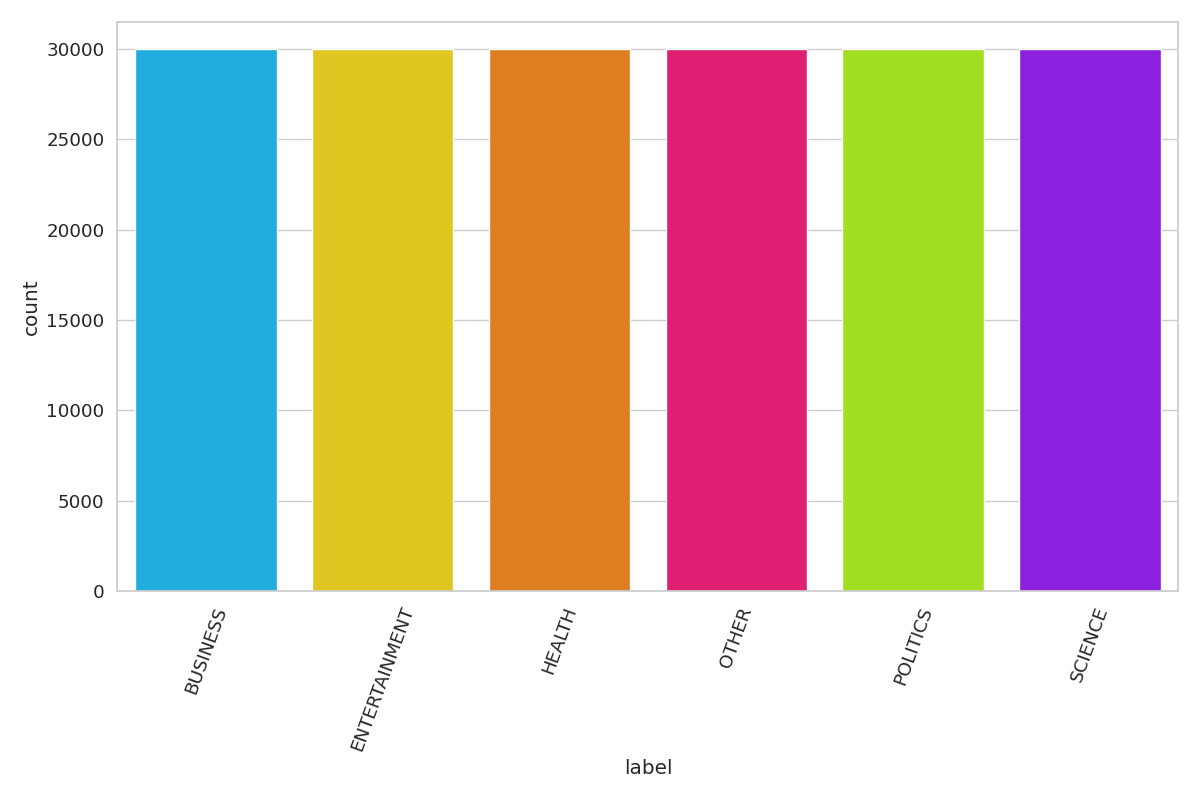 30000
25000
20000
15000
10000
5000
0
count
BUSINESS
ENTERTAINMENT
HEALTH
OTHER
POLITICS
SCIENCE
label